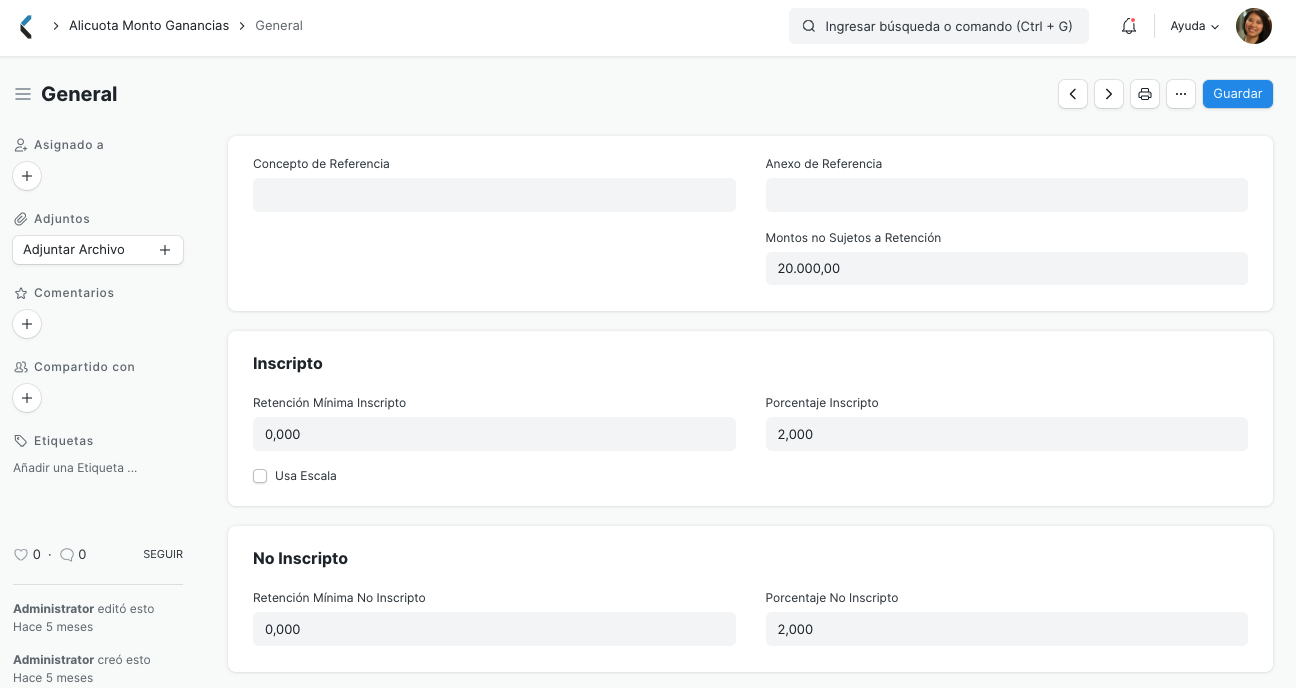 Alicuota Monto Ganancias General
Ingresar búsqueda o comando (Ctrl + G)
Ayuda
General
Guardar
Asignado a
Adjuntos
Adjuntar Archivo
Comentarios
Compartido con
Etiquetas
Añadir una Etiqueta ...
0 · 0 SEGUIR
Administrator editó esto
Hace 5 meses
Administrator creó esto
Hace 5 meses
Concepto de Referencia
Anexo de Referencia
Montos no Sujetos a Retención
20.000,00
Inscripto
Retención Mínima Inscripto
0,000
Porcentaje Inscripto
2,000
Usa Escala
No Inscripto
Retención Mínima No Inscripto
0,000
Porcentaje No Inscripto
2,000